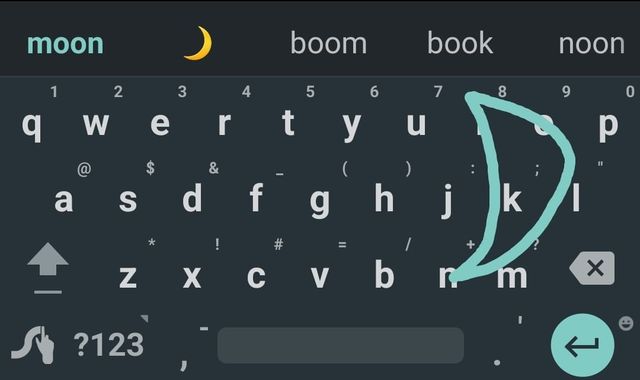 moon 🌙 boom book noon
1 2 3 4 5 6 7 8 9 0
q w e r t y u i o p
@ $ & _ ( ) : ; "
a s d f g h j k l
* ! # = / + ?
z x c v b n m
?123 , - . '